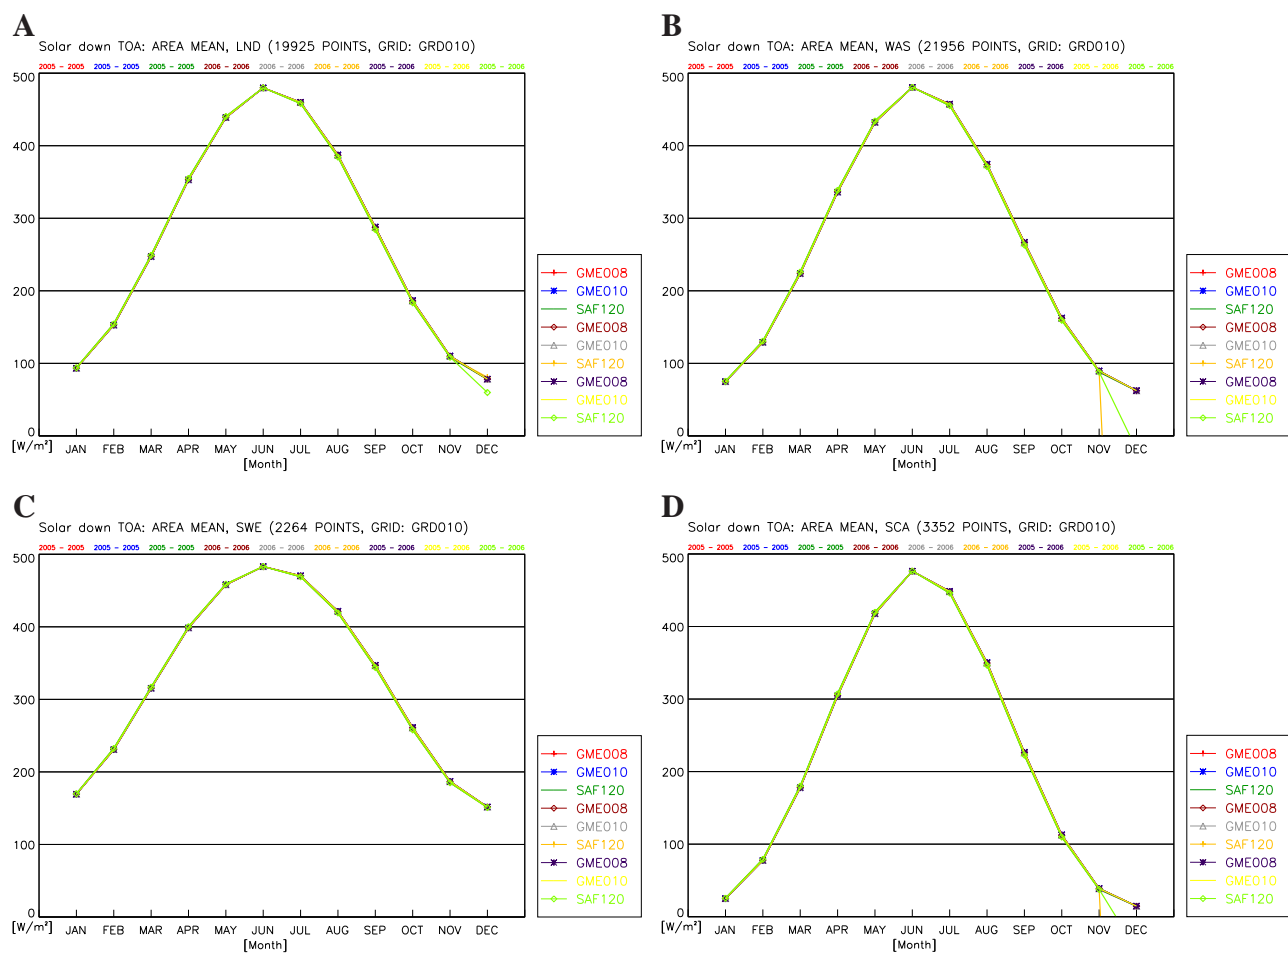 A
Solar down TOA: AREA MEAN, LND (19925 POINTS, GRID: GRD010)
2005 - 2005 2005 - 2005 2005 - 2005 2006 - 2006 2006 - 2006 2006 - 2006 2005 - 2006 2005 - 2006 2005 - 2006
500
400
300
200
100
0
[W/m²]
JAN FEB MAR APR MAY JUN JUL AUG SEP OCT NOV DEC
[Month]
GME008
GME010
SAF120
GME008
GME010
SAF120
GME008
GME010
SAF120
B
Solar down TOA: AREA MEAN, WAS (21956 POINTS, GRID: GRD010)
2005 - 2005 2005 - 2005 2005 - 2005 2006 - 2006 2006 - 2006 2006 - 2006 2005 - 2006 2005 - 2006 2005 - 2006
500
400
300
200
100
0
[W/m²]
JAN FEB MAR APR MAY JUN JUL AUG SEP OCT NOV DEC
[Month]
GME008
GME010
SAF120
GME008
GME010
SAF120
GME008
GME010
SAF120
C
Solar down TOA: AREA MEAN, SWE (2264 POINTS, GRID: GRD010)
2005 - 2005 2005 - 2005 2005 - 2005 2006 - 2006 2006 - 2006 2006 - 2006 2005 - 2006 2005 - 2006 2005 - 2006
500
400
300
200
100
0
[W/m²]
JAN FEB MAR APR MAY JUN JUL AUG SEP OCT NOV DEC
[Month]
GME008
GME010
SAF120
GME008
GME010
SAF120
GME008
GME010
SAF120
D
Solar down TOA: AREA MEAN, SCA (3352 POINTS, GRID: GRD010)
2005 - 2005 2005 - 2005 2005 - 2005 2006 - 2006 2006 - 2006 2006 - 2006 2005 - 2006 2005 - 2006 2005 - 2006
500
400
300
200
100
0
[W/m²]
JAN FEB MAR APR MAY JUN JUL AUG SEP OCT NOV DEC
[Month]
GME008
GME010
SAF120
GME008
GME010
SAF120
GME008
GME010
SAF120